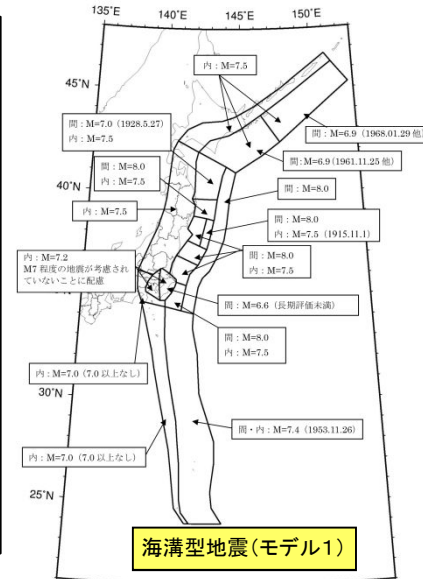 135°E
140°E
145°E
150°E
45°N
内：M=7.5
間：M=7.0（1928.5.27）
内：M=7.5
間：M=6.9（1968.01.29 他）
間：M=6.9（1961.11.25 他）
40°N
間：M=8.0
内：M=7.5
間：M=8.0
内：M=7.5
間：M=8.0
内：M=7.5（1915.11.1）
間：M=8.0
内：M=7.5
内：M=7.2
M7 程度の地震が考慮され
ていないことに配慮
間：M=6.6（長期評価未満）
間：M=8.0
内：M=7.5
内：M=7.0（7.0 以上なし）
30°N
間・内：M=7.4（1953.11.26）
内：M=7.0（7.0 以上なし）
25°N
海溝型地震（モデル１）